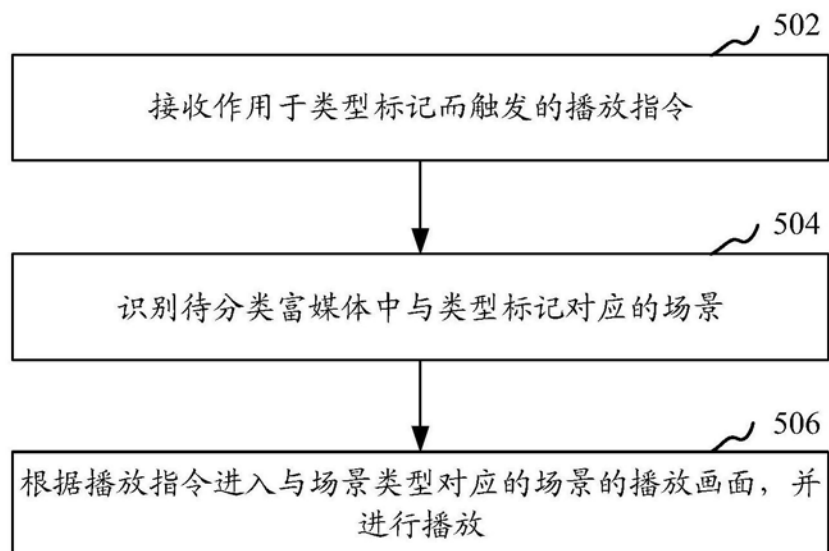 502
接收作用于类型标记而触发的播放指令
504
识别待分类富媒体中与类型标记对应的场景
506
根据播放指令进入与场景类型对应的场景的播放画面，并
进行播放